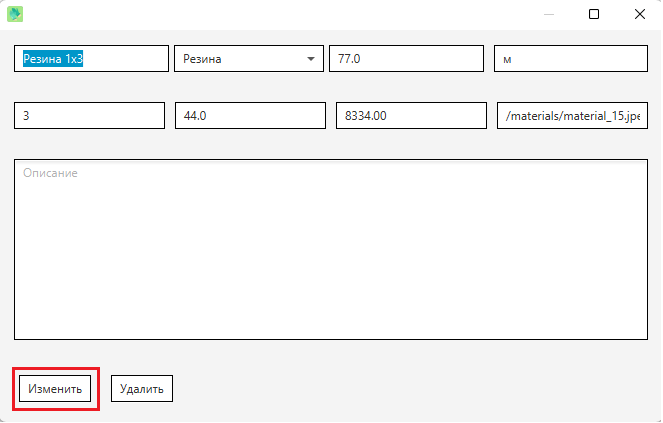 Резина 1x3 Резина 77.0 м
3 44.0 8334.00 /materials/material_15.jpe
Описание
Изменить Удалить